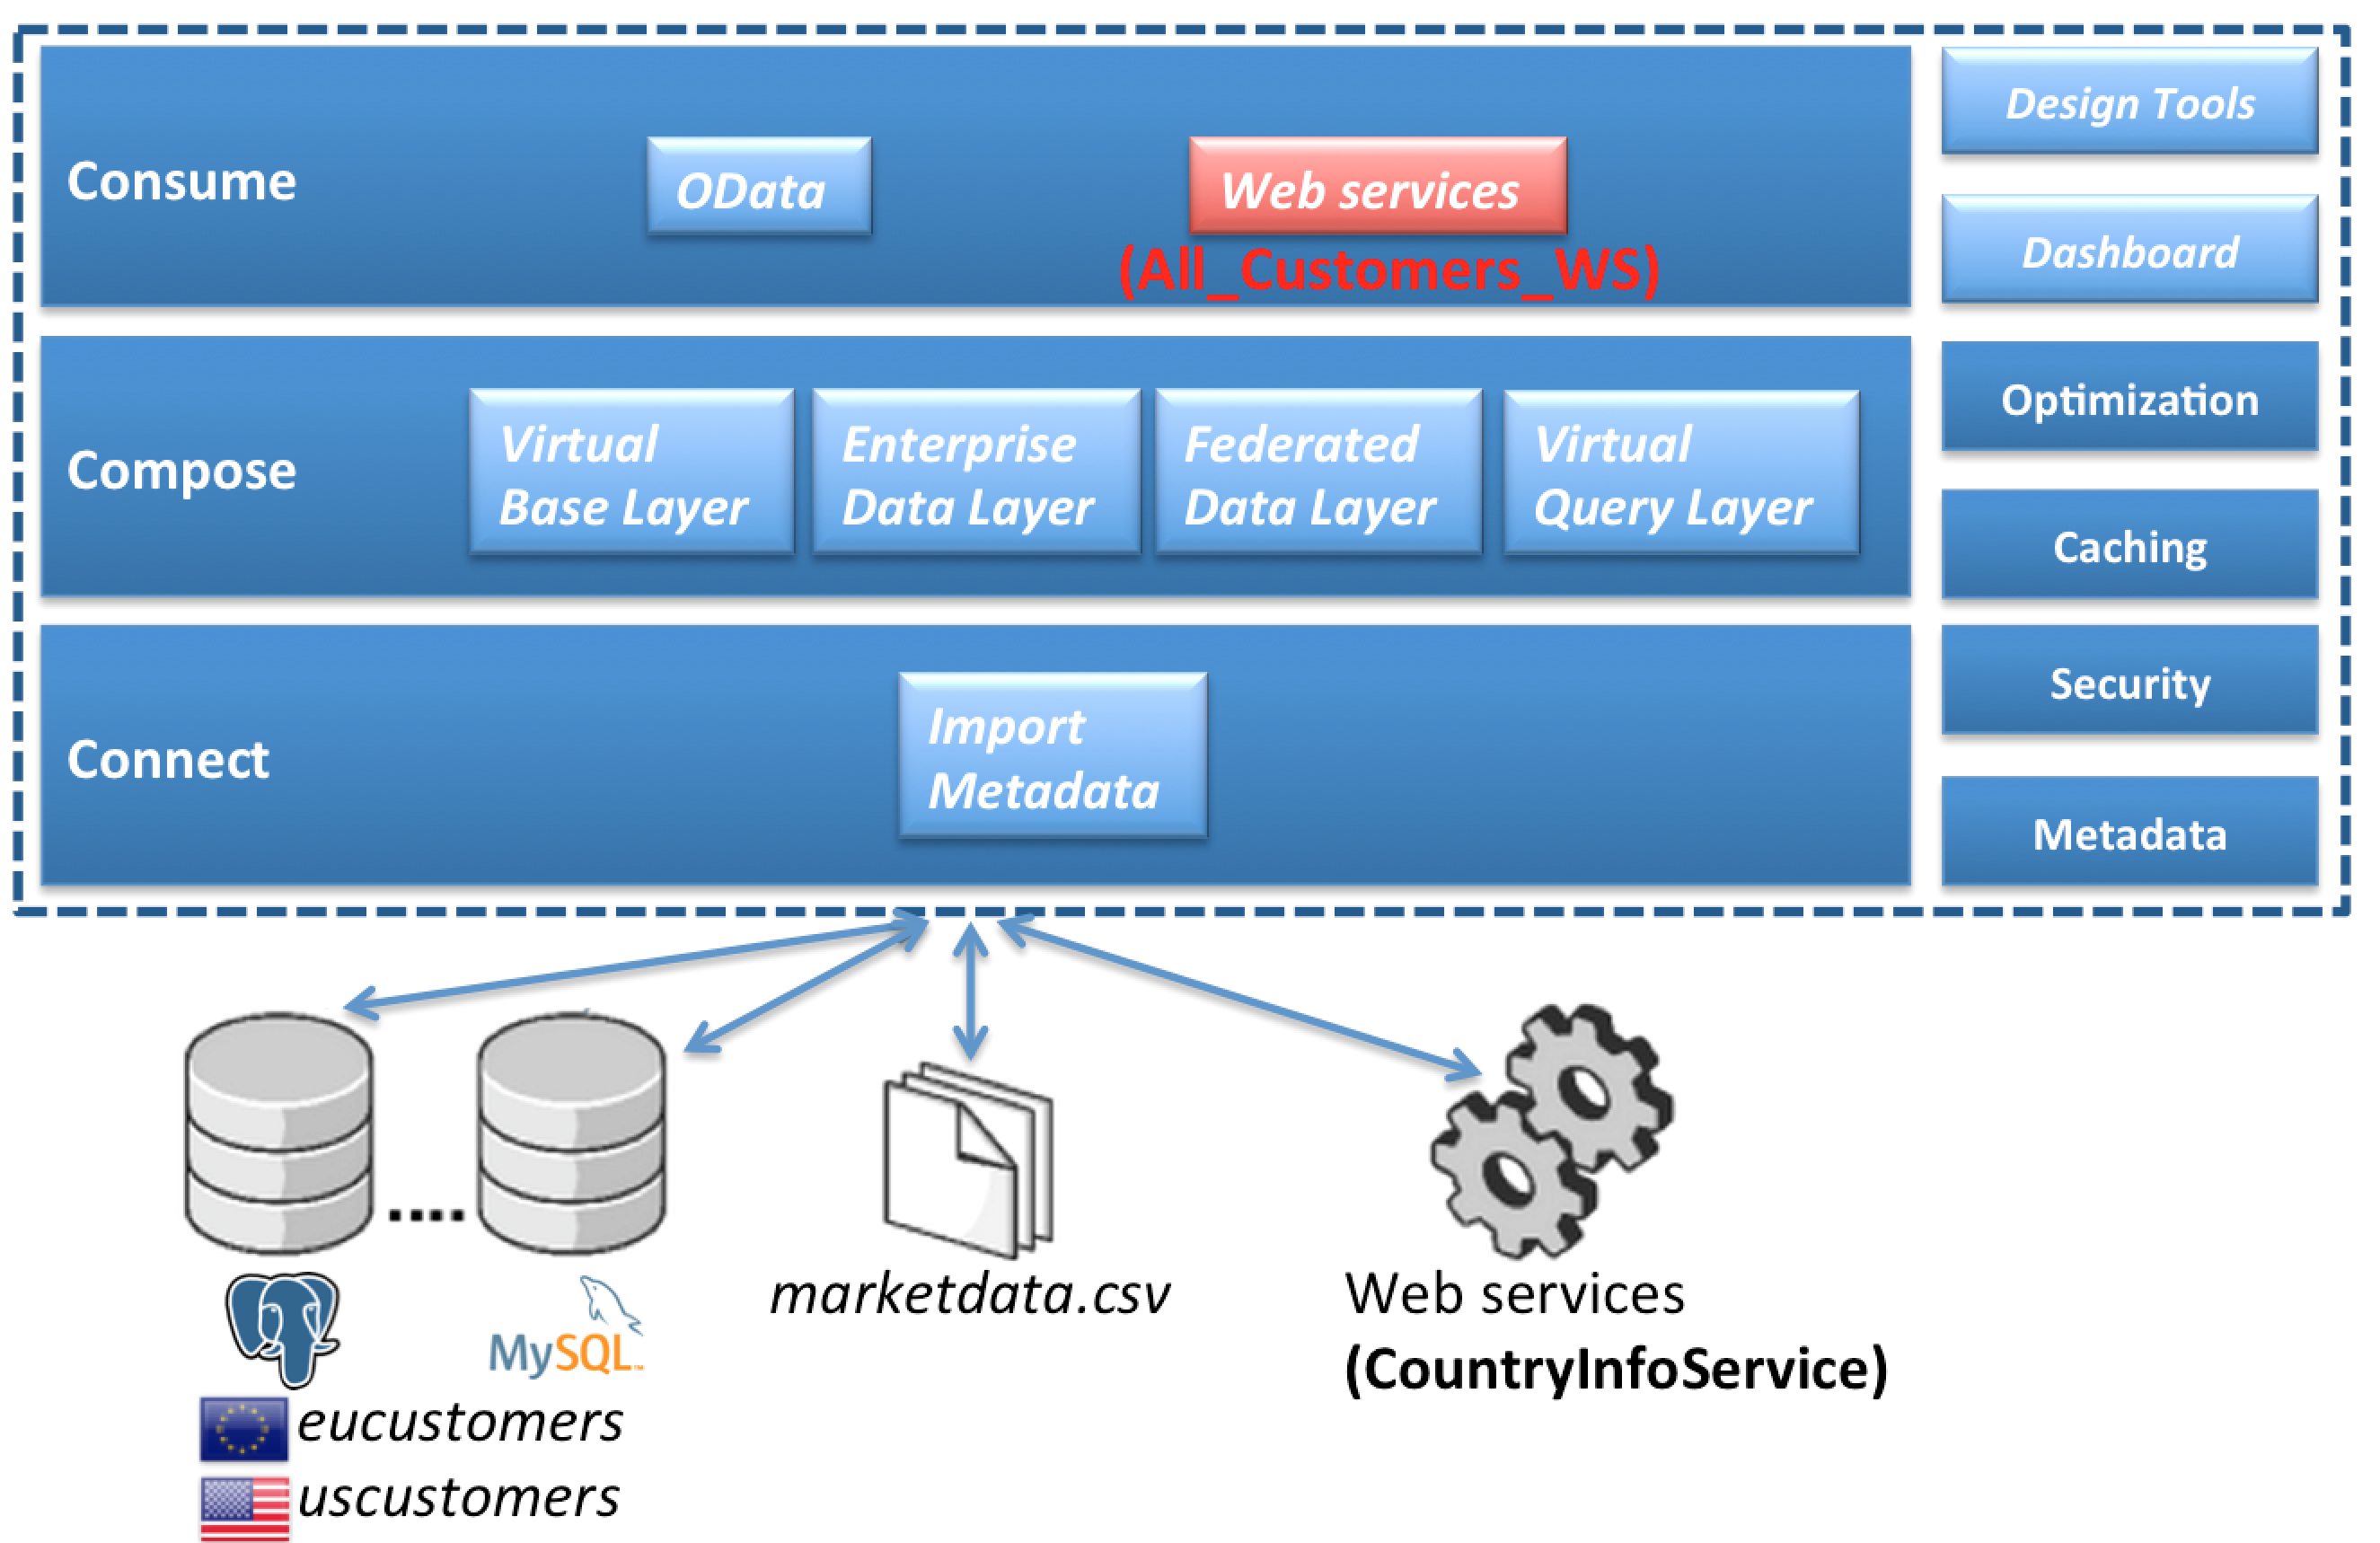 Consume
OData
Web services
(All_Customers_WS)
Compose
Virtual
Base Layer
Enterprise
Data Layer
Federated
Data Layer
Virtual
Query Layer
Connect
Import
Metadata
Design Tools
Dashboard
Optimization
Caching
Security
Metadata
....
MySQL™
eucustomers
uscustomers
marketdata.csv
Web services
(CountryInfoService)